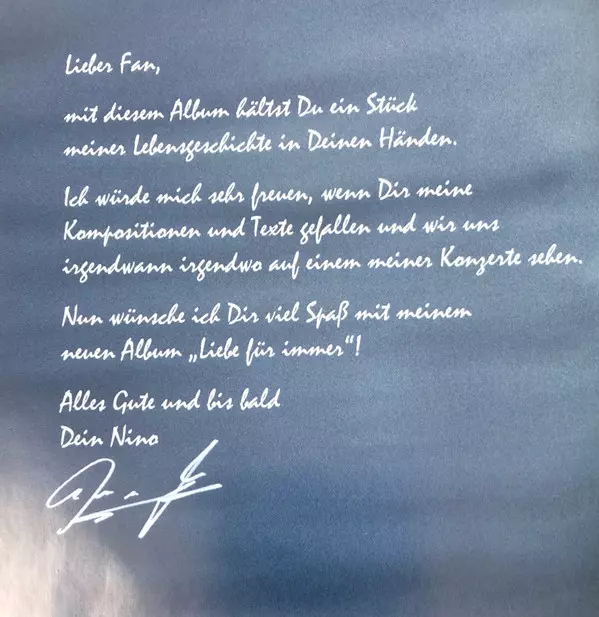 Lieber Fan,
mit diesem Album hältst Du ein Stück
meiner Lebensgeschichte in Deinen Händen.
Ich würde mich sehr freuen, wenn Dir meine
Kompositionen und Texte gefallen und wir uns
irgendwann irgendwo auf einem meiner Konzerte sehen.
Nun wünsche ich Dir viel Spaß mit meinem
neuen Album „Liebe für immer“!
Alles Gute und bis bald
Dein Nino